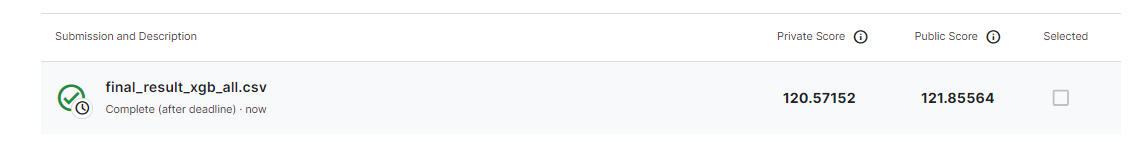 Submission and Description Private Score Public Score Selected
final_result_xgb_all.csv
Complete (after deadline) · now
120.57152 121.85564